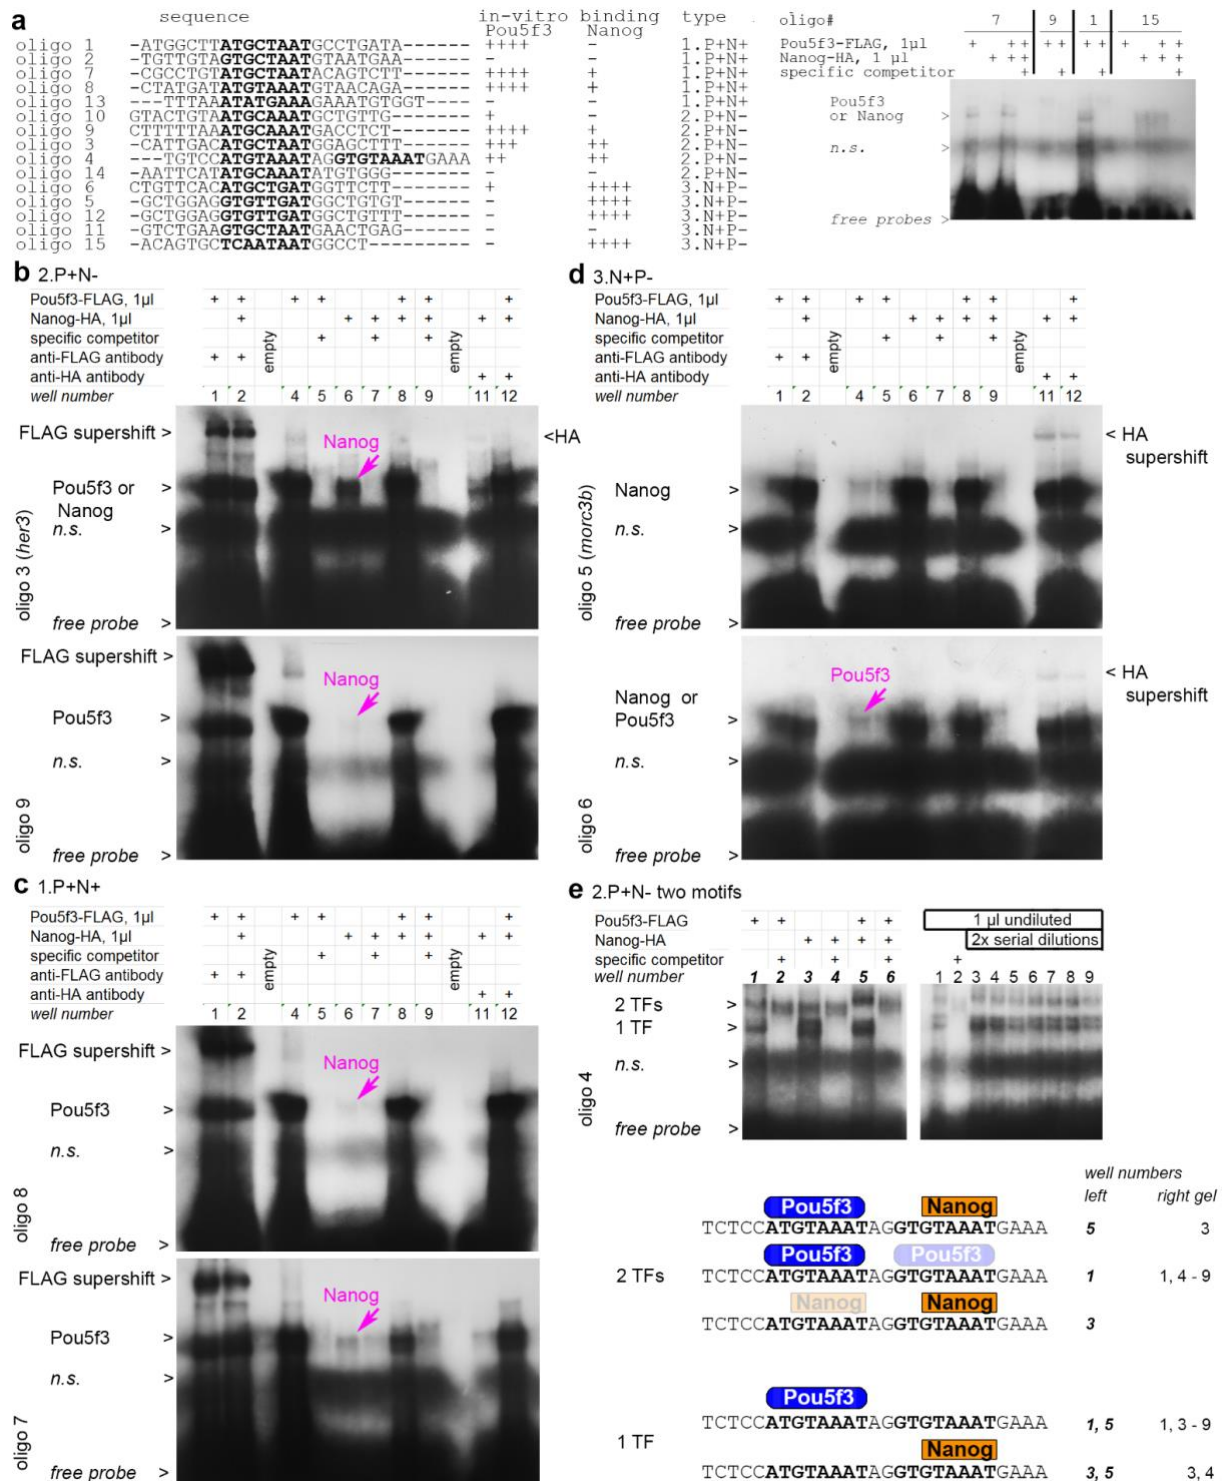 a
sequence in-vitro binding type
Pou5f3 Nanog
oligo 1 -ATGGCTTATGCTAATGCCTGATA------ ++++ - 1.P+N+
oligo 2 -TGTTGTAGTGCTAATGTAATGAA------ - - 1.P+N+
oligo 7 -CGCCTGTATGCTAATACAGTCTT------ ++++ + 1.P+N+
oligo 8 -CTATGATATGTAAATGTAACAGA------ ++++ + 1.P+N+
oligo 13 ---TTTAAATATGAAAGAAATGTGGT---- - - 1.P+N+
oligo 10 GTACTGTAATGCAAATGCTGTTG------- + - 2.P+N-
oligo 9 CTTTTTAAATGCAAATGACCTCT------- ++++ + 2.P+N-
oligo 3 -CATTGACATGCTAATGGAGCTTT------ +++ ++ 2.P+N-
oligo 4 ---TGTCCATGTAAATAGGTGTAAATGAAA ++ ++ 2.P+N-
oligo 14 -AATTCATATGCAAATATGTGGG------- - - 2.P+N-
oligo 6 CTGTTCACATGCTGATGGTTCTT------- + ++++ 3.N+P-
oligo 5 -GCTGGAGGTGTTGATGGCTGTGT------ - ++++ 3.N+P-
oligo 12 -GCTGGAGGTGTTGATGGCTGTTT------ - ++++ 3.N+P-
oligo 11 -GTCTGAAGTGCTAATGAACTGAG------ - - 3.N+P-
oligo 15 -ACAGTGCTCAATAATGGCCT--------- - ++++ 3.N+P-
oligo# 7 9 1 15
Pou5f3-FLAG, 1µl + + + + + + + + + +
Nanog-HA, 1 µl + + + + + +
specific competitor + + + +
Pou5f3
or Nanog >
n.s. >
free probes >
b 2.P+N-
Pou5f3-FLAG, 1µl + + + + + + +
Nanog-HA, 1µl + + + + + + +
specific competitor + + +
anti-FLAG antibody + +
anti-HA antibody + +
empty empty
well number 1 2 4 5 6 7 8 9 11 12
FLAG supershift >
Nanog
<HA
Pou5f3 or >
Nanog
n.s. >
free probe >
oligo 3 (her3)
FLAG supershift >
Nanog
Pou5f3 >
n.s. >
free probe >
oligo 9
c 1.P+N+
Pou5f3-FLAG, 1µl + + + + + + +
Nanog-HA, 1µl + + + + + + +
specific competitor + + +
anti-FLAG antibody + +
anti-HA antibody + +
empty empty
well number 1 2 4 5 6 7 8 9 11 12
FLAG supershift >
Nanog
Pou5f3 >
n.s. >
free probe >
oligo 8
FLAG supershift >
Nanog
Pou5f3 >
n.s. >
free probe >
oligo 7
d 3.N+P-
Pou5f3-FLAG, 1µl + + + + + + +
Nanog-HA, 1µl + + + + + + +
specific competitor + + +
anti-FLAG antibody + +
anti-HA antibody + +
empty empty
well number 1 2 4 5 6 7 8 9 11 12
< HA
supershift
Nanog >
n.s. >
free probe >
oligo 5 (morc3b)
Pou5f3
< HA
supershift
Nanog or
Pou5f3 >
n.s. >
free probe >
oligo 6
e 2.P+N- two motifs
Pou5f3-FLAG + + + +
Nanog-HA + + + +
specific competitor + + +
well number 1 2 3 4 5 6
1 µl undiluted
2x serial dilutions
+
1 2 3 4 5 6 7 8 9
2 TFs >
1 TF >
n.s. >
free probe >
oligo 4
well numbers
left right gel
Pou5f3 Nanog
TCTCCATGTAAATAGGTGTAAATGAAA 5 3
Pou5f3 Pou5f3
2 TFs TCTCCATGTAAATAGGTGTAAATGAAA 1 1, 4 - 9
Nanog Nanog
TCTCCATGTAAATAGGTGTAAATGAAA 3
Pou5f3
TCTCCATGTAAATAGGTGTAAATGAAA 1, 5 1, 3 - 9
1 TF
Nanog
TCTCCATGTAAATAGGTGTAAATGAAA 3, 5 3, 4